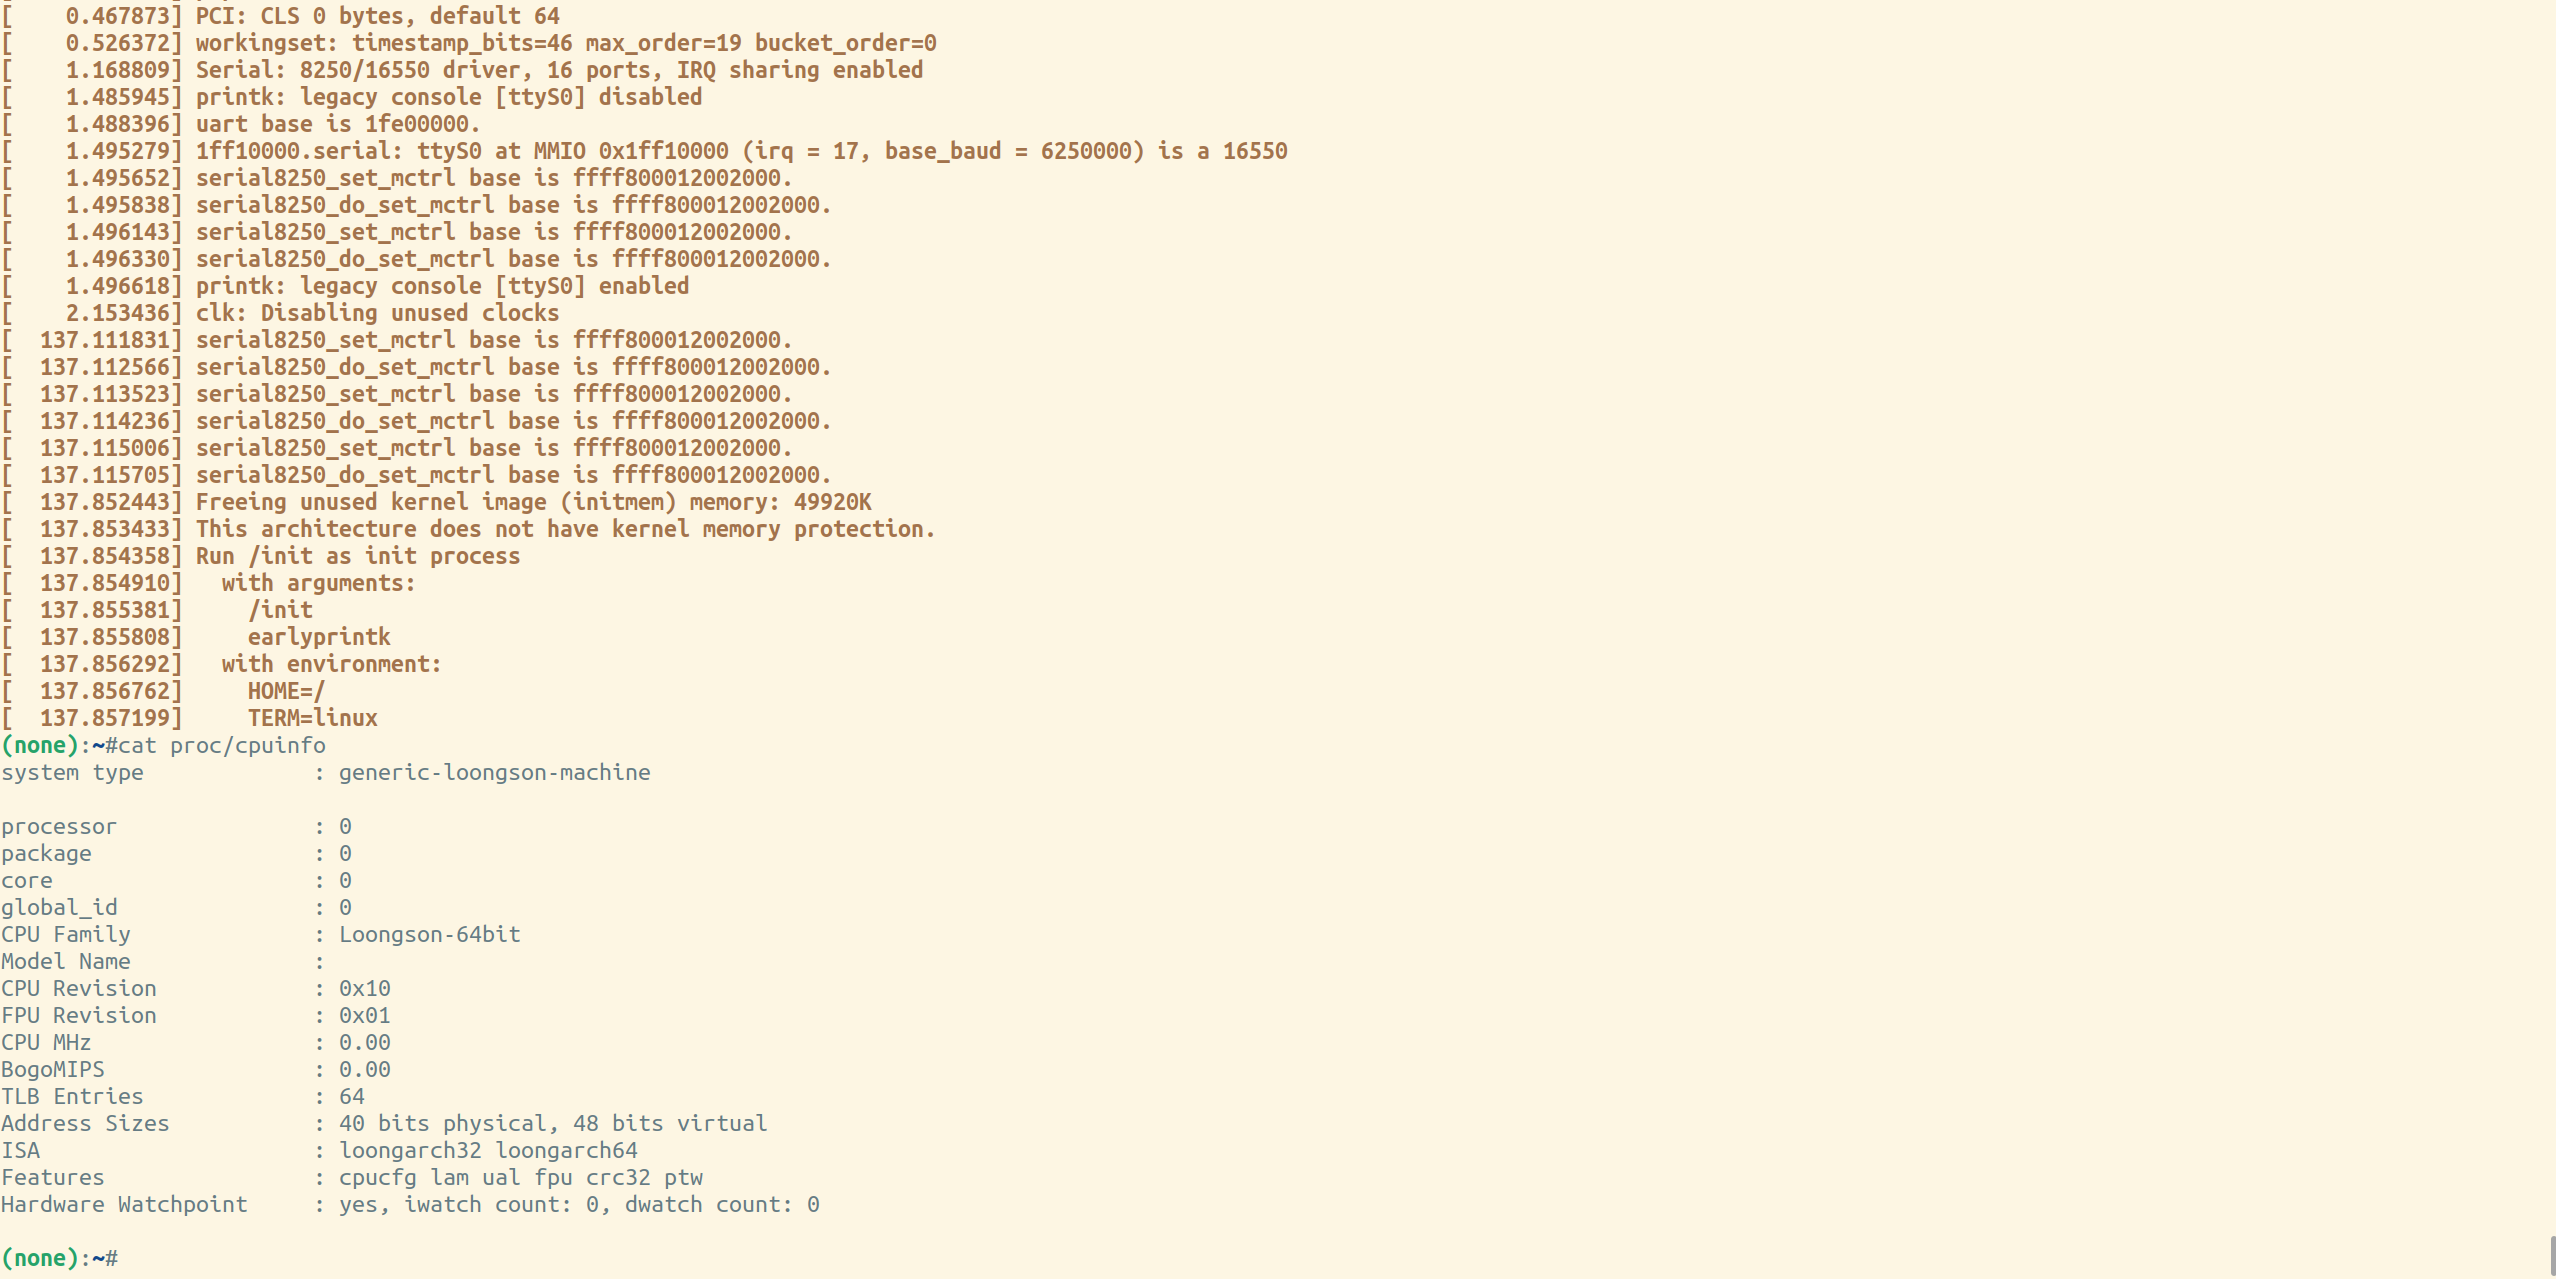 [    0.467873] PCI: CLS 0 bytes, default 64
[    0.526372] workingset: timestamp_bits=46 max_order=19 bucket_order=0
[    1.168809] Serial: 8250/16550 driver, 16 ports, IRQ sharing enabled
[    1.485945] printk: legacy console [ttyS0] disabled
[    1.488396] uart base is 1fe00000.
[    1.495279] 1ff10000.serial: ttyS0 at MMIO 0x1ff10000 (irq = 17, base_baud = 6250000) is a 16550
[    1.495652] serial8250_set_mctrl base is ffff800012002000.
[    1.495838] serial8250_do_set_mctrl base is ffff800012002000.
[    1.496143] serial8250_set_mctrl base is ffff800012002000.
[    1.496330] serial8250_do_set_mctrl base is ffff800012002000.
[    1.496618] printk: legacy console [ttyS0] enabled
[    2.153436] clk: Disabling unused clocks
[  137.111831] serial8250_set_mctrl base is ffff800012002000.
[  137.112566] serial8250_do_set_mctrl base is ffff800012002000.
[  137.113523] serial8250_set_mctrl base is ffff800012002000.
[  137.114236] serial8250_do_set_mctrl base is ffff800012002000.
[  137.115006] serial8250_set_mctrl base is ffff800012002000.
[  137.115705] serial8250_do_set_mctrl base is ffff800012002000.
[  137.852443] Freeing unused kernel image (initmem) memory: 49920K
[  137.853433] This architecture does not have kernel memory protection.
[  137.854358] Run /init as init process
[  137.854910]   with arguments:
[  137.855381]     /init
[  137.855808]     earlyprintk
[  137.856292]   with environment:
[  137.856762]     HOME=/
[  137.857199]     TERM=linux
(none):~#cat proc/cpuinfo
system type             : generic-loongson-machine
processor               : 0
package                 : 0
core                    : 0
global_id               : 0
CPU Family              : Loongson-64bit
Model Name              :
CPU Revision            : 0x10
FPU Revision            : 0x01
CPU MHz                 : 0.00
BogoMIPS                : 0.00
TLB Entries             : 64
Address Sizes           : 40 bits physical, 48 bits virtual
ISA                     : loongarch32 loongarch64
Features                : cpucfg lam ual fpu crc32 ptw
Hardware Watchpoint     : yes, iwatch count: 0, dwatch count: 0
(none):~#